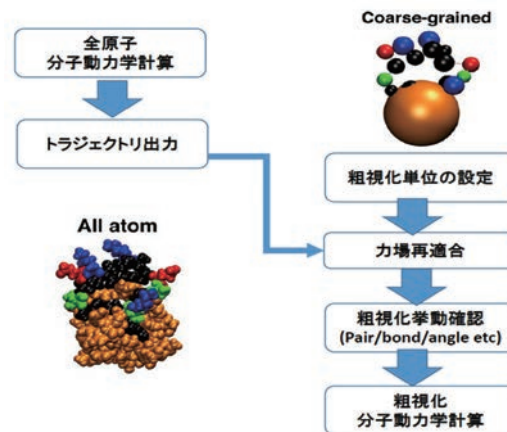 全原子
分子動力学計算
トラジェクトリ出力
All atom
Coarse-grained
粗視化単位の設定
力場再適合
粗視化挙動確認
(Pair/bond/angle etc)
粗視化
分子動力学計算